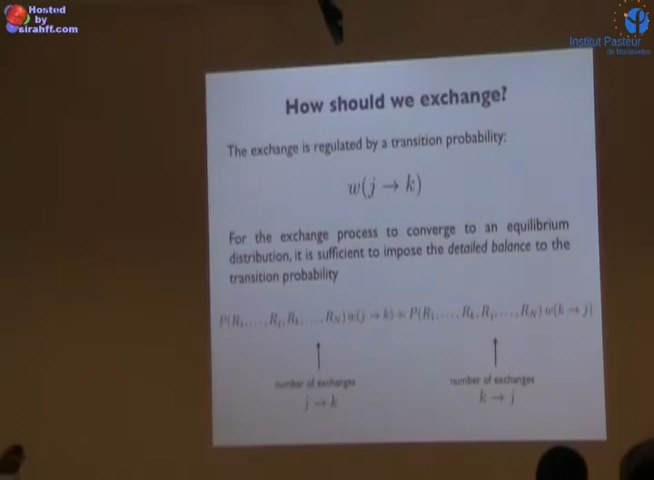 Hosted
by
sirahff.com
Institut Pasteur
de Montevideo
How should we exchange?
The exchange is regulated by a transition probability:
w(j → k)
For the exchange process to converge to an equilibrium
distribution, it is sufficient to impose the detailed balance to the
transition probability
P(R₁,...,Rⱼ,Rₖ,...,R_N)w(j → k) = P(R₁,...,Rₖ,Rⱼ,...,R_N)w(k → j)
number of exchanges
number of exchanges
j → k
k → j